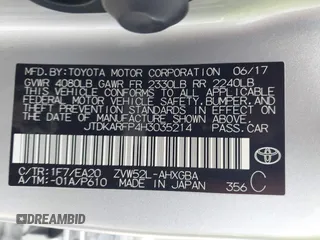 MFD.BY:TOYOTA MOTOR CORPORATION 06/17
GVWR 4080LB GAWR FR 2330LB RR 2240LB
THIS VEHICLE CONFORMS TO ALL APPLICABLE
FEDERAL MOTOR VEHICLE SAFETY, BUMPER, AND
THEFT PREVENTION STANDARDS IN EFFECT ON THE
DATE OF MANUFACTURE SHOWN ABOVE.
JTDKARFP4H3035214
PASS. CAR
C/TR:1F7/EA20 ZVW52L-AHXGBA
A/TM:-01A/P610 MADE IN JAPAN 356 C
TOYOTA
AUTOBIDMASTER